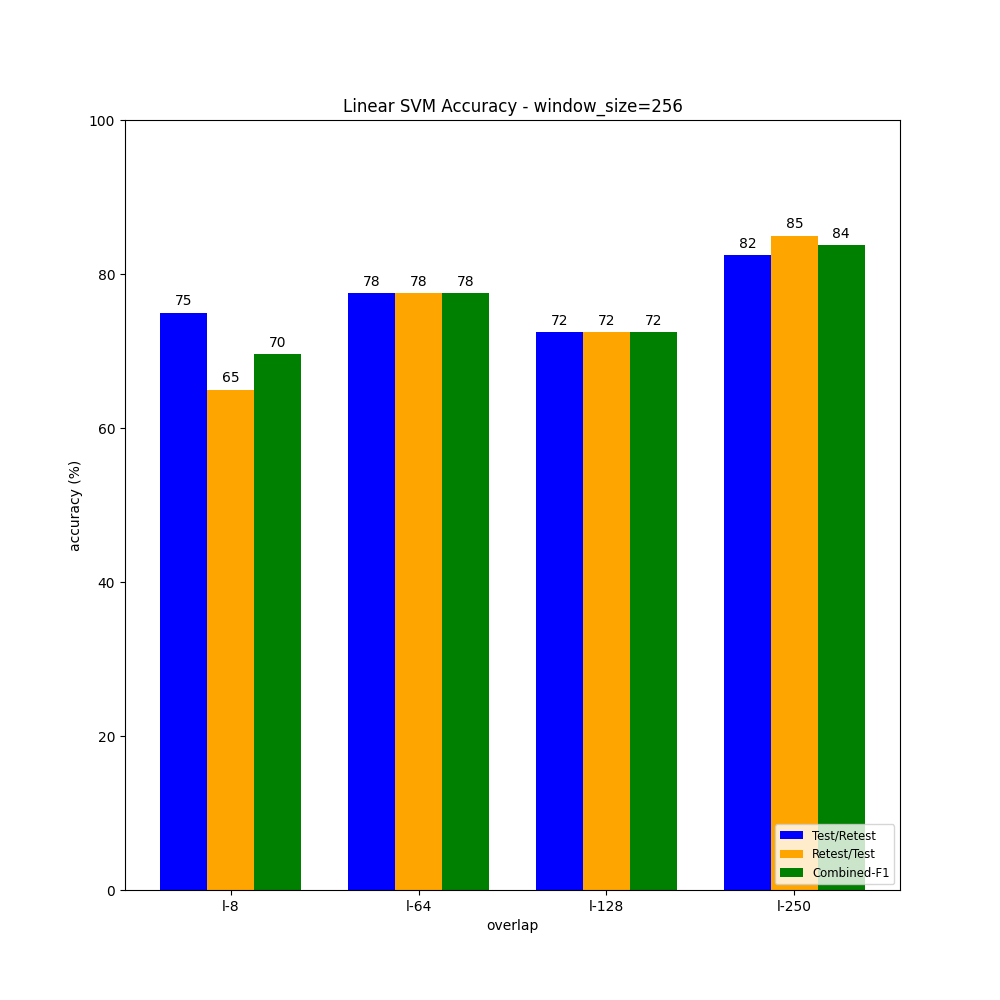 Linear SVM Accuracy - window_size=256
100
80
60
40
20
0
accuracy (%)
75
65
70
78
78
78
72
72
72
82
85
84
l-8
l-64
l-128
l-250
overlap
Test/Retest
Retest/Test
Combined-F1